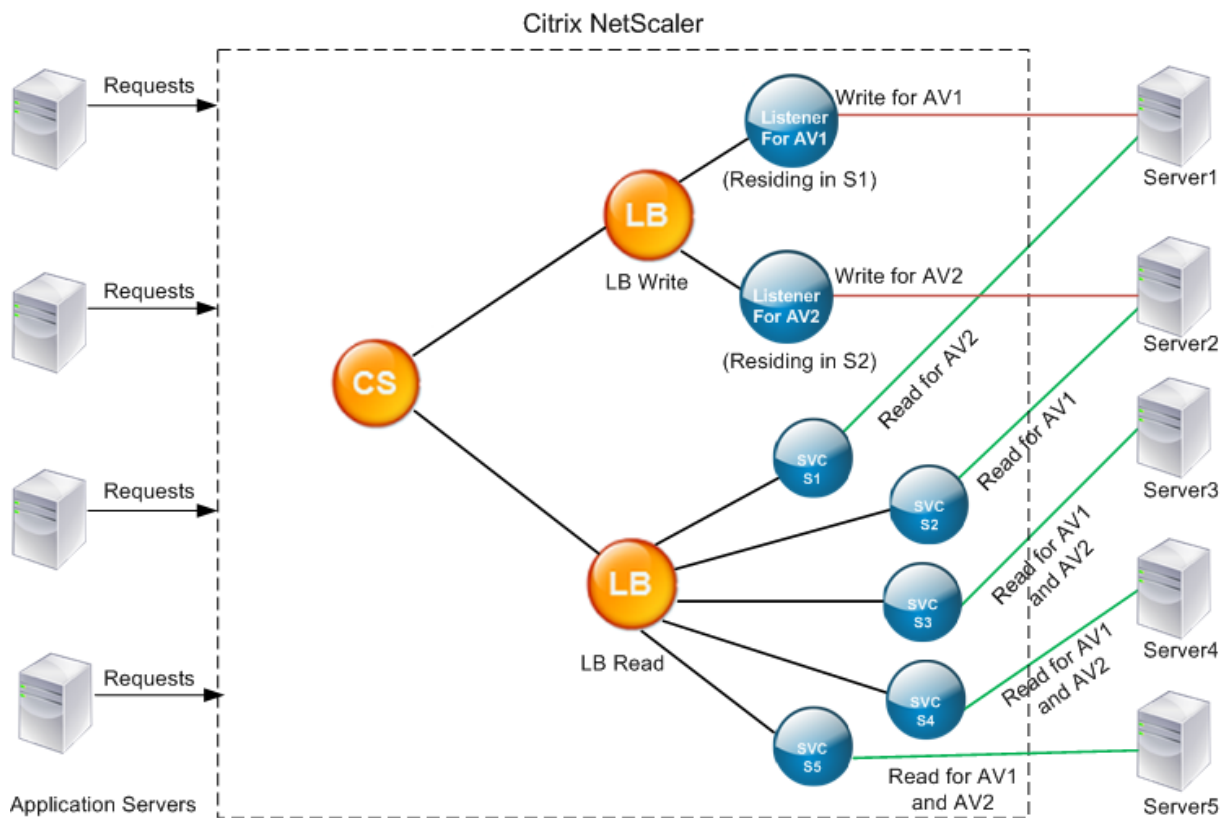 Citrix NetScaler
Requests
Requests
Requests
Requests
Application Servers
CS
LB
LB Write
Listener
For AV1
(Residing in S1)
Listener
For AV2
(Residing in S2)
Write for AV1
Write for AV2
LB
LB Read
SVC
S1
SVC
S2
SVC
S3
SVC
S4
SVC
S5
Read for AV2
Read for AV1
Read for AV1
and AV2
Read for AV1
and AV2
Read for AV1
and AV2
Server1
Server2
Server3
Server4
Server5